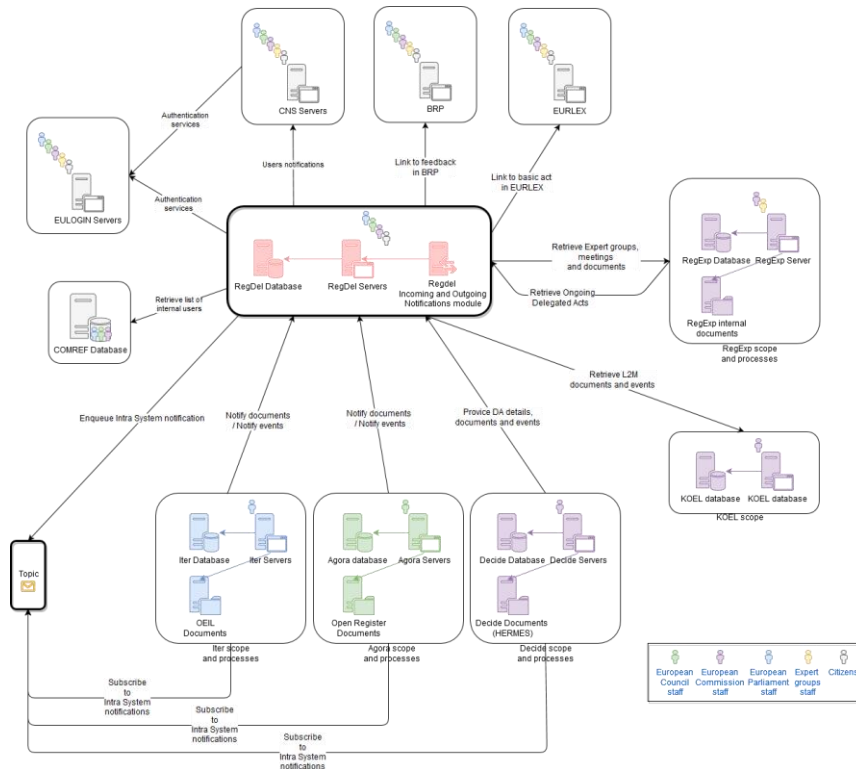 CNS Servers
BRP
EURLEX
Authentication
services
EULOGIN Servers
Users notifications
Link to feedback
in BRP
Link to basic act
in EURLEX
Authentication
services
RegDel Database
RegDel Servers
Regdel
Incoming and Outgoing
Notifications module
Retrieve Expert groups,
meetings
and documents
Retrieve Ongoing
Delegated Acts
RegExp Database
RegExp Server
RegExp internal
documents
RegExp scope
and processes
Retrieve list of
internal users
COMREF Database
Retrieve L2M
documents and events
Enqueue Intra System notification
Notify documents
/ Notify events
Notify documents
/ Notify events
Provice DA details,
documents and events
KOEL database
KOEL database
KOEL scope
Iter Database
Iter Servers
OEIL
Documents
Iter scope
and processes
Agora database
Agora Servers
Open Register
Documents
Agora scope
and processes
Decide Database
Decide Servers
Decide Documents
(HERMES)
Decide scope
and processes
Topic
Subscribe
to
Intra System
notifications
Subscribe
to
Intra System
notifications
Subscribe
to
Intra System
notifications
European
Council
staff
European
Commission
staff
European
Parliament
staff
Expert
groups
staff
Citizens